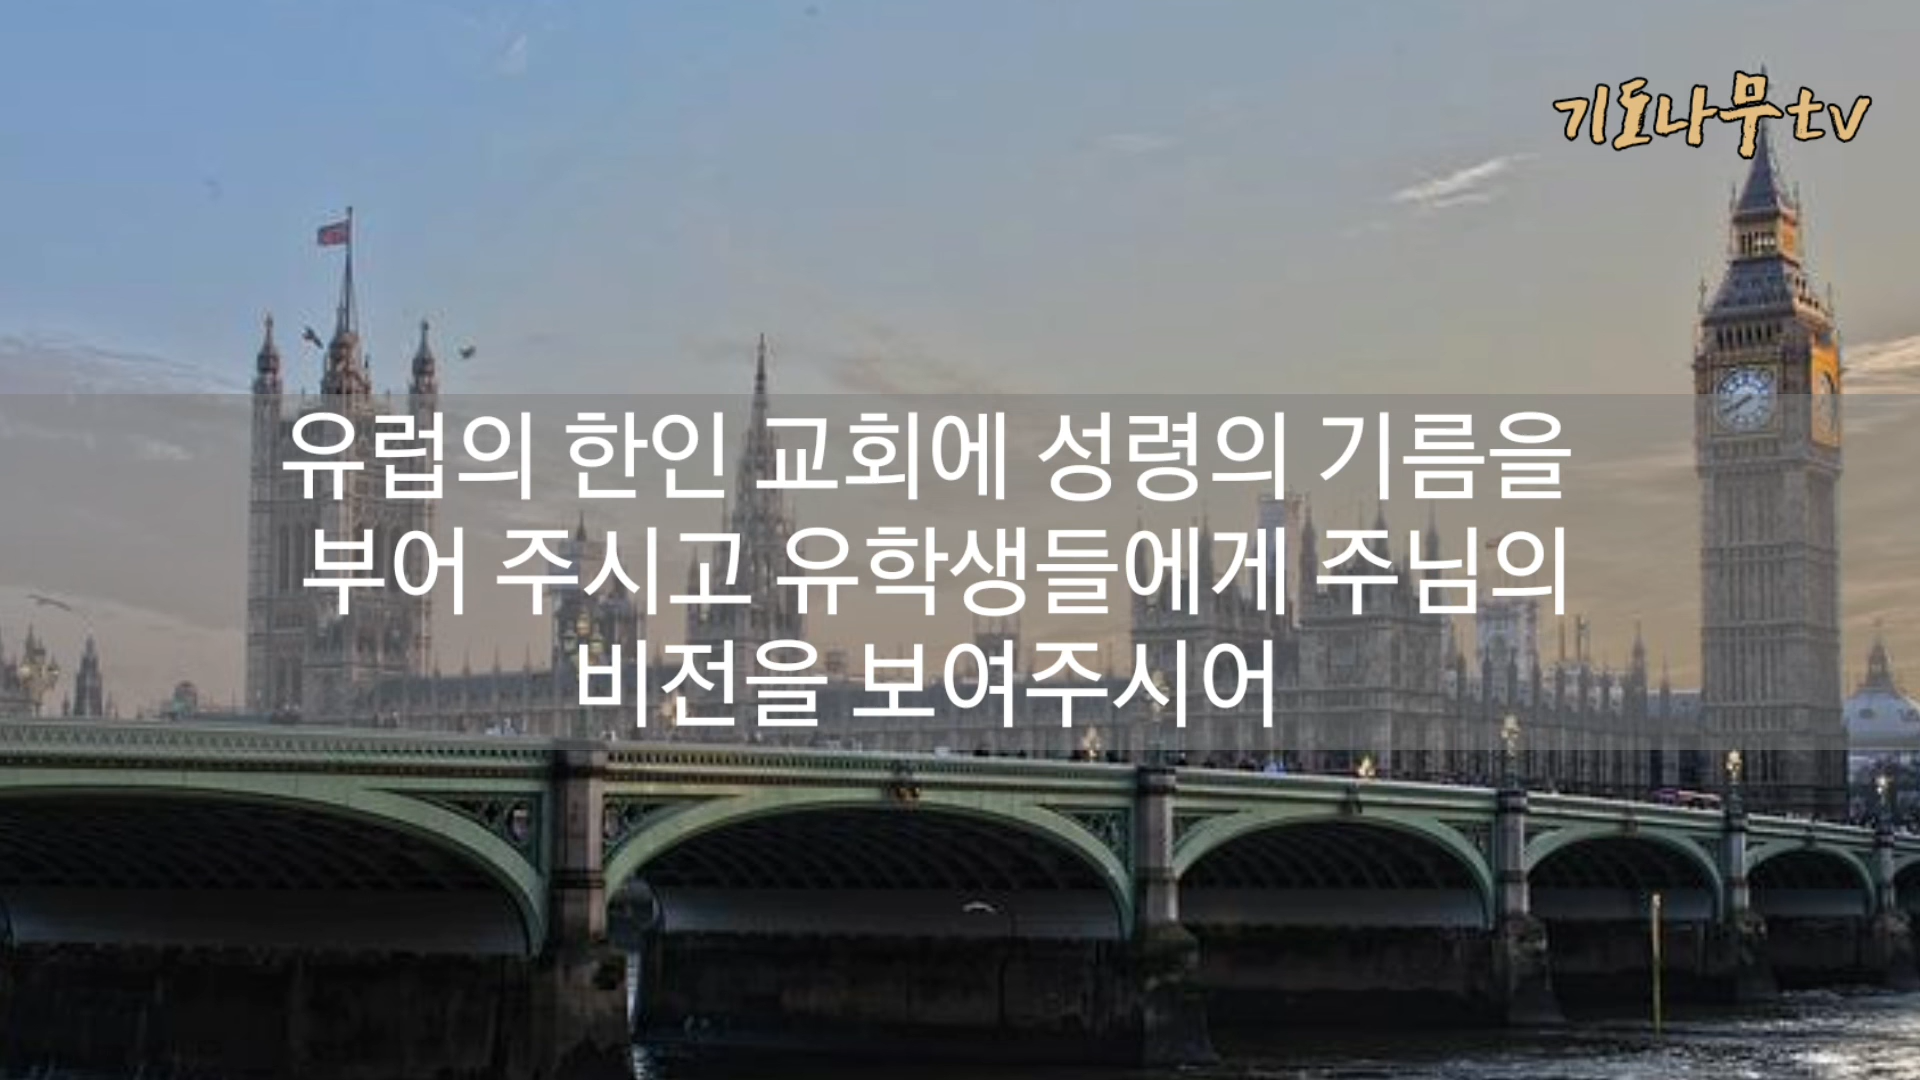 기도나무tv
유럽의 한인 교회에 성령의 기름을
부어 주시고 유학생들에게 주님의
비전을 보여주시어